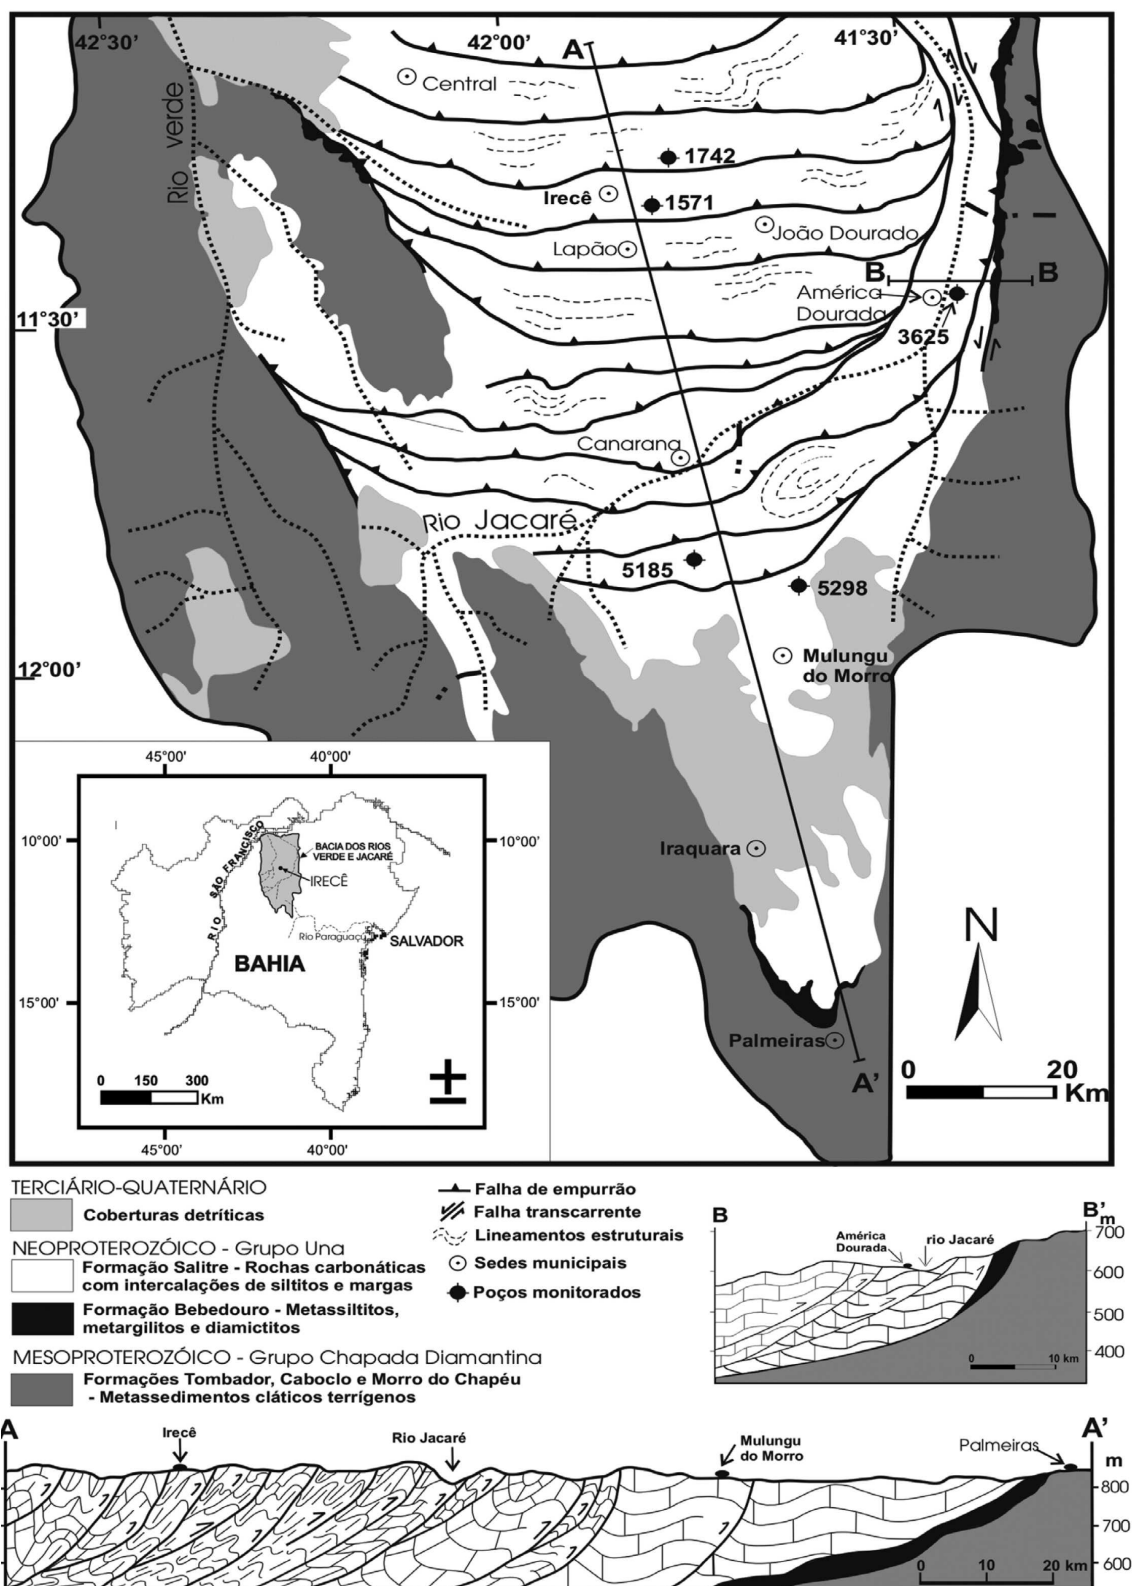 42°30'
42°00'
41°30'
A
Central
Rio verde
1742
Irecê
1571
João Dourado
Lapão
B
B'
América
Dourada
11°30'
3625
Canarana
Rio Jacaré
5185
5298
12°00'
Mulungu
do Morro
Iraquara
Palmeiras
A'
N
0 20
Km
45°00' 40°00'
10°00' 10°00'
RIO SÃO FRANCISCO
BACIA DOS RIOS
VERDE E JACARÉ
IRECÊ
Rio Paraguaçu
SALVADOR
BAHIA
15°00' 15°00'
0 150 300
Km
45°00' 40°00'
TERCIÁRIO-QUATERNÁRIO
Coberturas detríticas
NEOPROTEROZÓICO - Grupo Una
Formação Salitre - Rochas carbonáticas
com intercalações de siltitos e margas
Formação Bebedouro - Metassiltitos,
metargilitos e diamictitos
MESOPROTEROZÓICO - Grupo Chapada Diamantina
Formações Tombador, Caboclo e Morro do Chapéu
- Metassedimentos cláticos terrígenos
Falha de empurrão
Falha transcarrente
Lineamentos estruturais
Sedes municipais
Poços monitorados
B B'
m
América
Dourada
rio Jacaré
700
600
500
400
0 10 km
A A'
Irecê
Rio Jacaré
Mulungu
do Morro
Palmeiras
m
800
700
600
0 10 20 km